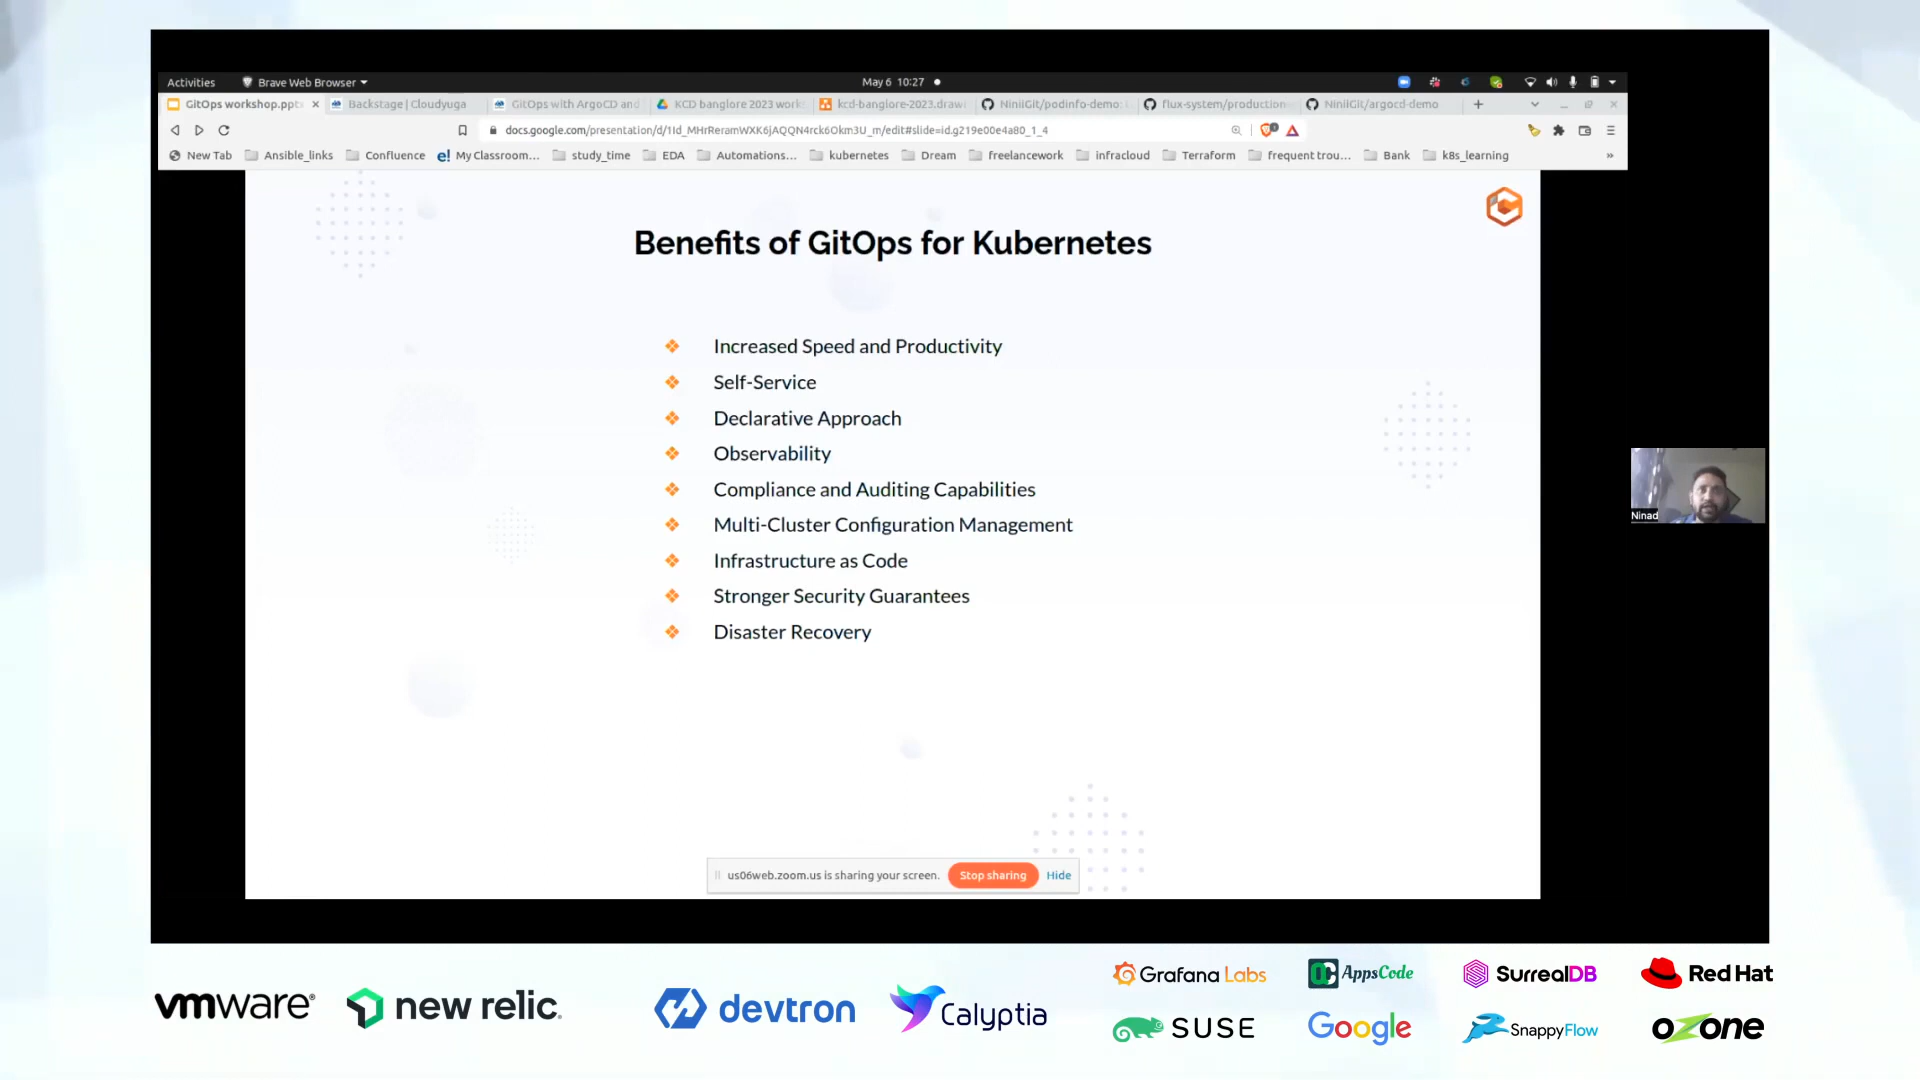 Activities Brave Web Browser May 6 10:27
GitOps workshop.pptx Backstage | Cloudyuga GitOps with ArgoCD and KCD banglore 2023 work kcd-banglore-2023.draw NiniiGit/podinfo-demo: flux-system/production NiniiGit/argocd-demo
docs.google.com/presentation/d/1Id_MHrReramWXK6jAQQN4rck6Okm3U_m/edit#slide=id.g219e00e4a80_1_4
New Tab Ansible_links Confluence My Classroom... study_time EDA Automations... kubernetes Dream freelancework infracloud Terraform frequent trou... Bank k8s_learning
Benefits of GitOps for Kubernetes
Increased Speed and Productivity
Self-Service
Declarative Approach
Observability
Compliance and Auditing Capabilities
Multi-Cluster Configuration Management
Infrastructure as Code
Stronger Security Guarantees
Disaster Recovery
Ninad
us06web.zoom.us is sharing your screen. Stop sharing Hide
vmware new relic. devtron Calyptia
Grafana Labs AppsCode SurrealDB Red Hat
SUSE Google SnappyFlow ozone